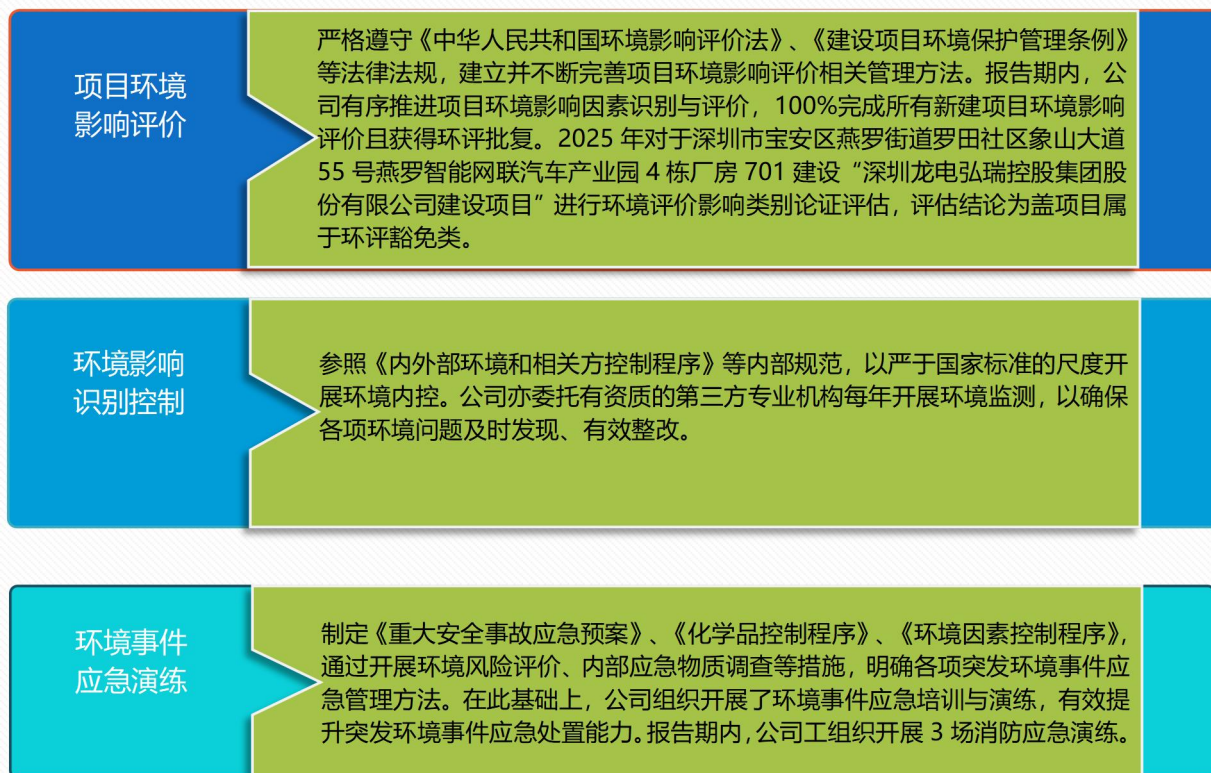 项目环境
影响评价
严格遵守《中华人民共和国环境影响评价法》、《建设项目环境保护管理条例》
等法律法规，建立并不断完善项目环境影响评价相关管理方法。报告期内，公
司有序推进项目环境影响因素识别与评价，100%完成所有新建项目环境影响
评价且获得环评批复。2025 年对于深圳市宝安区燕罗街道罗田社区象山大道
55 号燕罗智能网联汽车产业园 4 栋厂房 701 建设“深圳龙电弘瑞控股集团股
份有限公司建设项目”进行环境评价影响类别论证评估，评估结论为盖项目属
于环评豁免类。
环境影响
识别控制
参照《内外部环境和相关方控制程序》等内部规范，以严于国家标准的尺度开
展环境内控。公司亦委托有资质的第三方专业机构每年开展环境监测，以确保
各项环境问题及时发现、有效整改。
环境事件
应急演练
制定《重大安全事故应急预案》、《化学品控制程序》、《环境因素控制程序》，
通过开展环境风险评价、内部应急物质调查等措施，明确各项突发环境事件应
急管理方法。在此基础上，公司组织开展了环境事件应急培训与演练，有效提
升突发环境事件应急处置能力。报告期内，公司工组织开展 3 场消防应急演练。